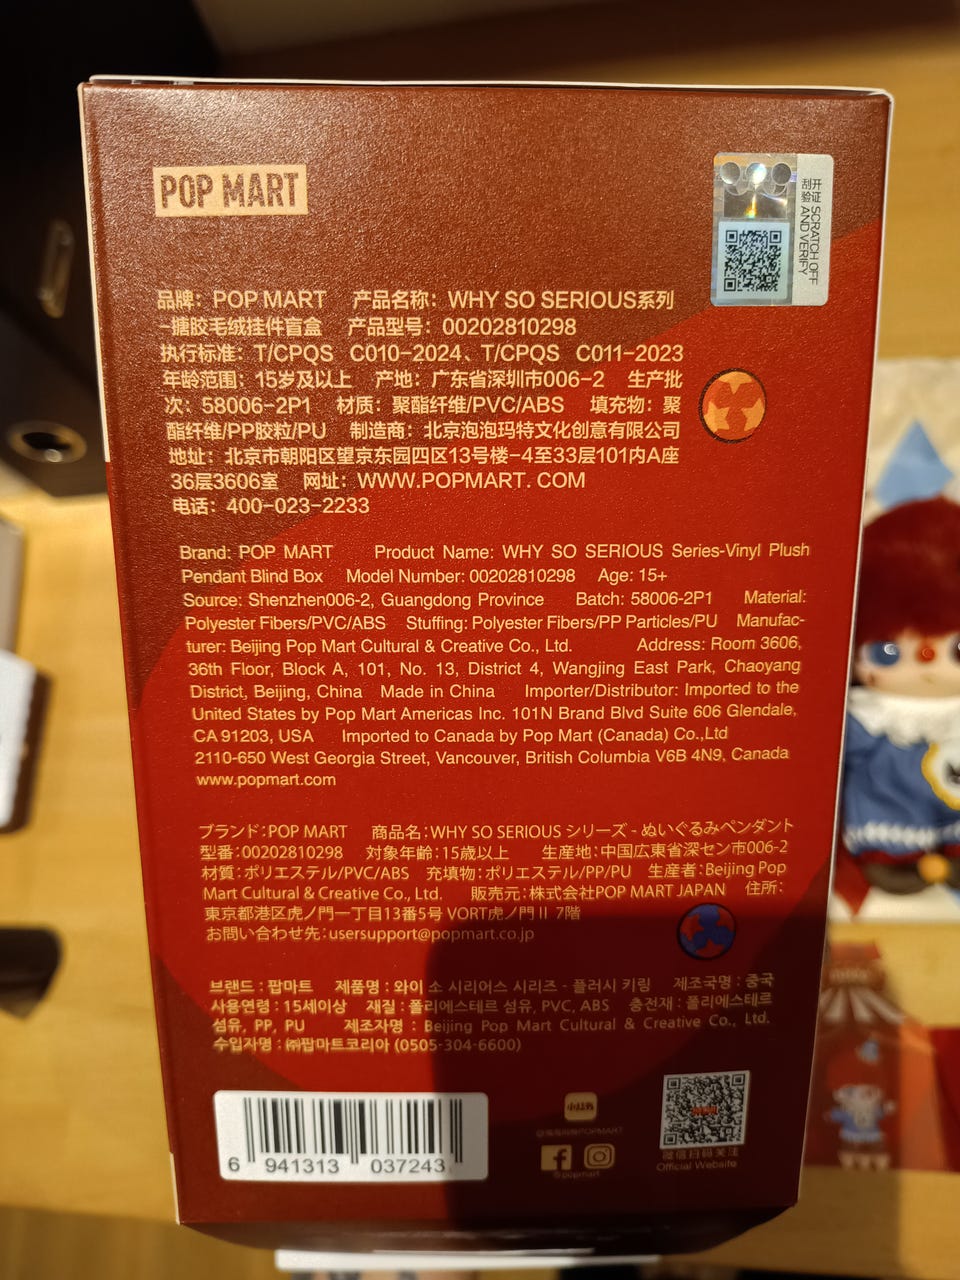 POP MART
刮开验证 SCRATCH OFF AND VERIFY
品牌：POP MART 产品名称：WHY SO SERIOUS系列
-搪胶毛绒挂件盲盒 产品型号：00202810298
执行标准：T/CPQS C010-2024、T/CPQS C011-2023
年龄范围：15岁及以上 产地：广东省深圳市006-2 生产批
次：58006-2P1 材质：聚酯纤维/PVC/ABS 填充物：聚
酯纤维/PP胶粒/PU 制造商：北京泡泡玛特文化创意有限公司
地址：北京市朝阳区望京东园四区13号楼-4至33层101内A座
36层3606室 网址：WWW.POPMART. COM
电话：400-023-2233
Brand: POP MART Product Name: WHY SO SERIOUS Series-Vinyl Plush
Pendant Blind Box Model Number: 00202810298 Age: 15+
Source: Shenzhen006-2, Guangdong Province Batch: 58006-2P1 Material:
Polyester Fibers/PVC/ABS Stuffing: Polyester Fibers/PP Particles/PU Manufac-
turer: Beijing Pop Mart Cultural & Creative Co., Ltd. Address: Room 3606,
36th Floor, Block A, 101, No. 13, District 4, Wangjing East Park, Chaoyang
District, Beijing, China Made in China Importer/Distributor: Imported to the
United States by Pop Mart Americas Inc. 101N Brand Blvd Suite 606 Glendale,
CA 91203, USA Imported to Canada by Pop Mart (Canada) Co.,Ltd
2110-650 West Georgia Street, Vancouver, British Columbia V6B 4N9, Canada
www.popmart.com
ブランド：POP MART 商品名：WHY SO SERIOUS シリーズ - ぬいぐるみペンダント
型番：00202810298 対象年齢：15歳以上 生産地：中国広東省深セン市006-2
材質：ポリエステル/PVC/ABS 充填物：ポリエステル/PP/PU 生産者：Beijing Pop
Mart Cultural & Creative Co., Ltd. 販売元：株式会社POP MART JAPAN 住所：
東京都港区虎ノ門一丁目13番5号 VORT虎ノ門Ⅱ 7階
お問い合わせ先：usersupport@popmart.co.jp
브랜드 : 팝마트 제품명 : 와이 소 시리어스 시리즈 - 플러시 키링 제조국명 : 중국
사용연령 : 15세이상 재질 : 폴리에스테르 섬유, PVC, ABS 충전재 : 폴리에스테르
섬유, PP, PU 제조자명 : Beijing Pop Mart Cultural & Creative Co., Ltd.
수입자명 : ㈜팝마트코리아 (0505-304-6600)
6 941313 037243
小红书
@泡泡玛特POPMART
@popmart
微信扫码关注
Official Website